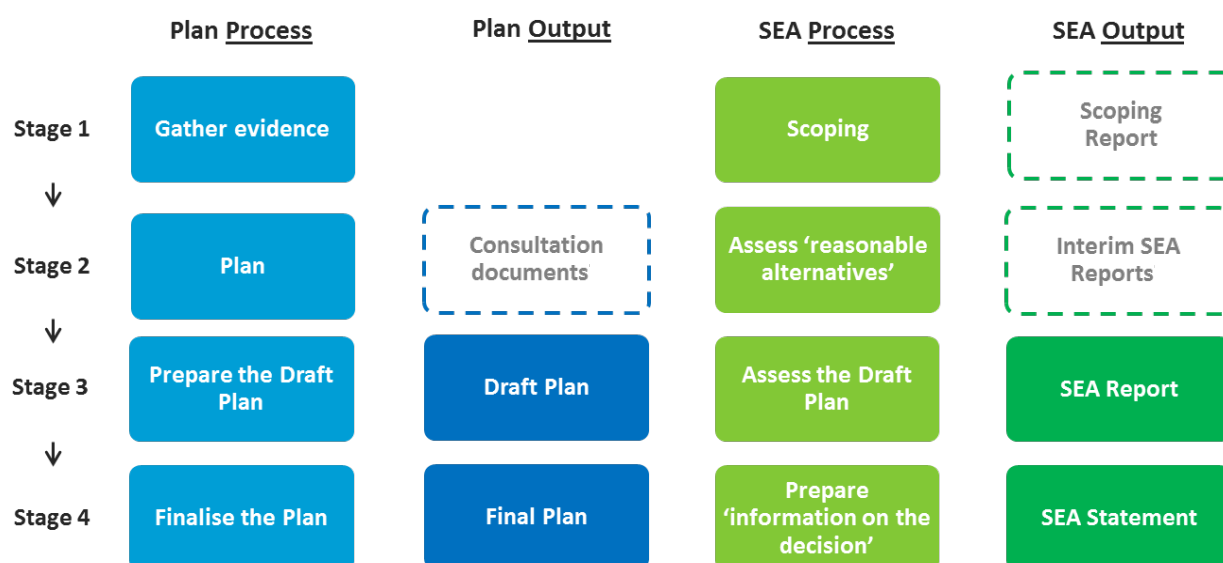 Plan Process
Plan Output
SEA Process
SEA Output
Stage 1
Gather evidence
Scoping
Scoping
Report
Stage 2
Plan
Consultation
documents
Assess ‘reasonable
alternatives’
Interim SEA
Reports
Stage 3
Prepare the Draft
Plan
Draft Plan
Assess the Draft
Plan
SEA Report
Stage 4
Finalise the Plan
Final Plan
Prepare
‘information on the
decision’
SEA Statement